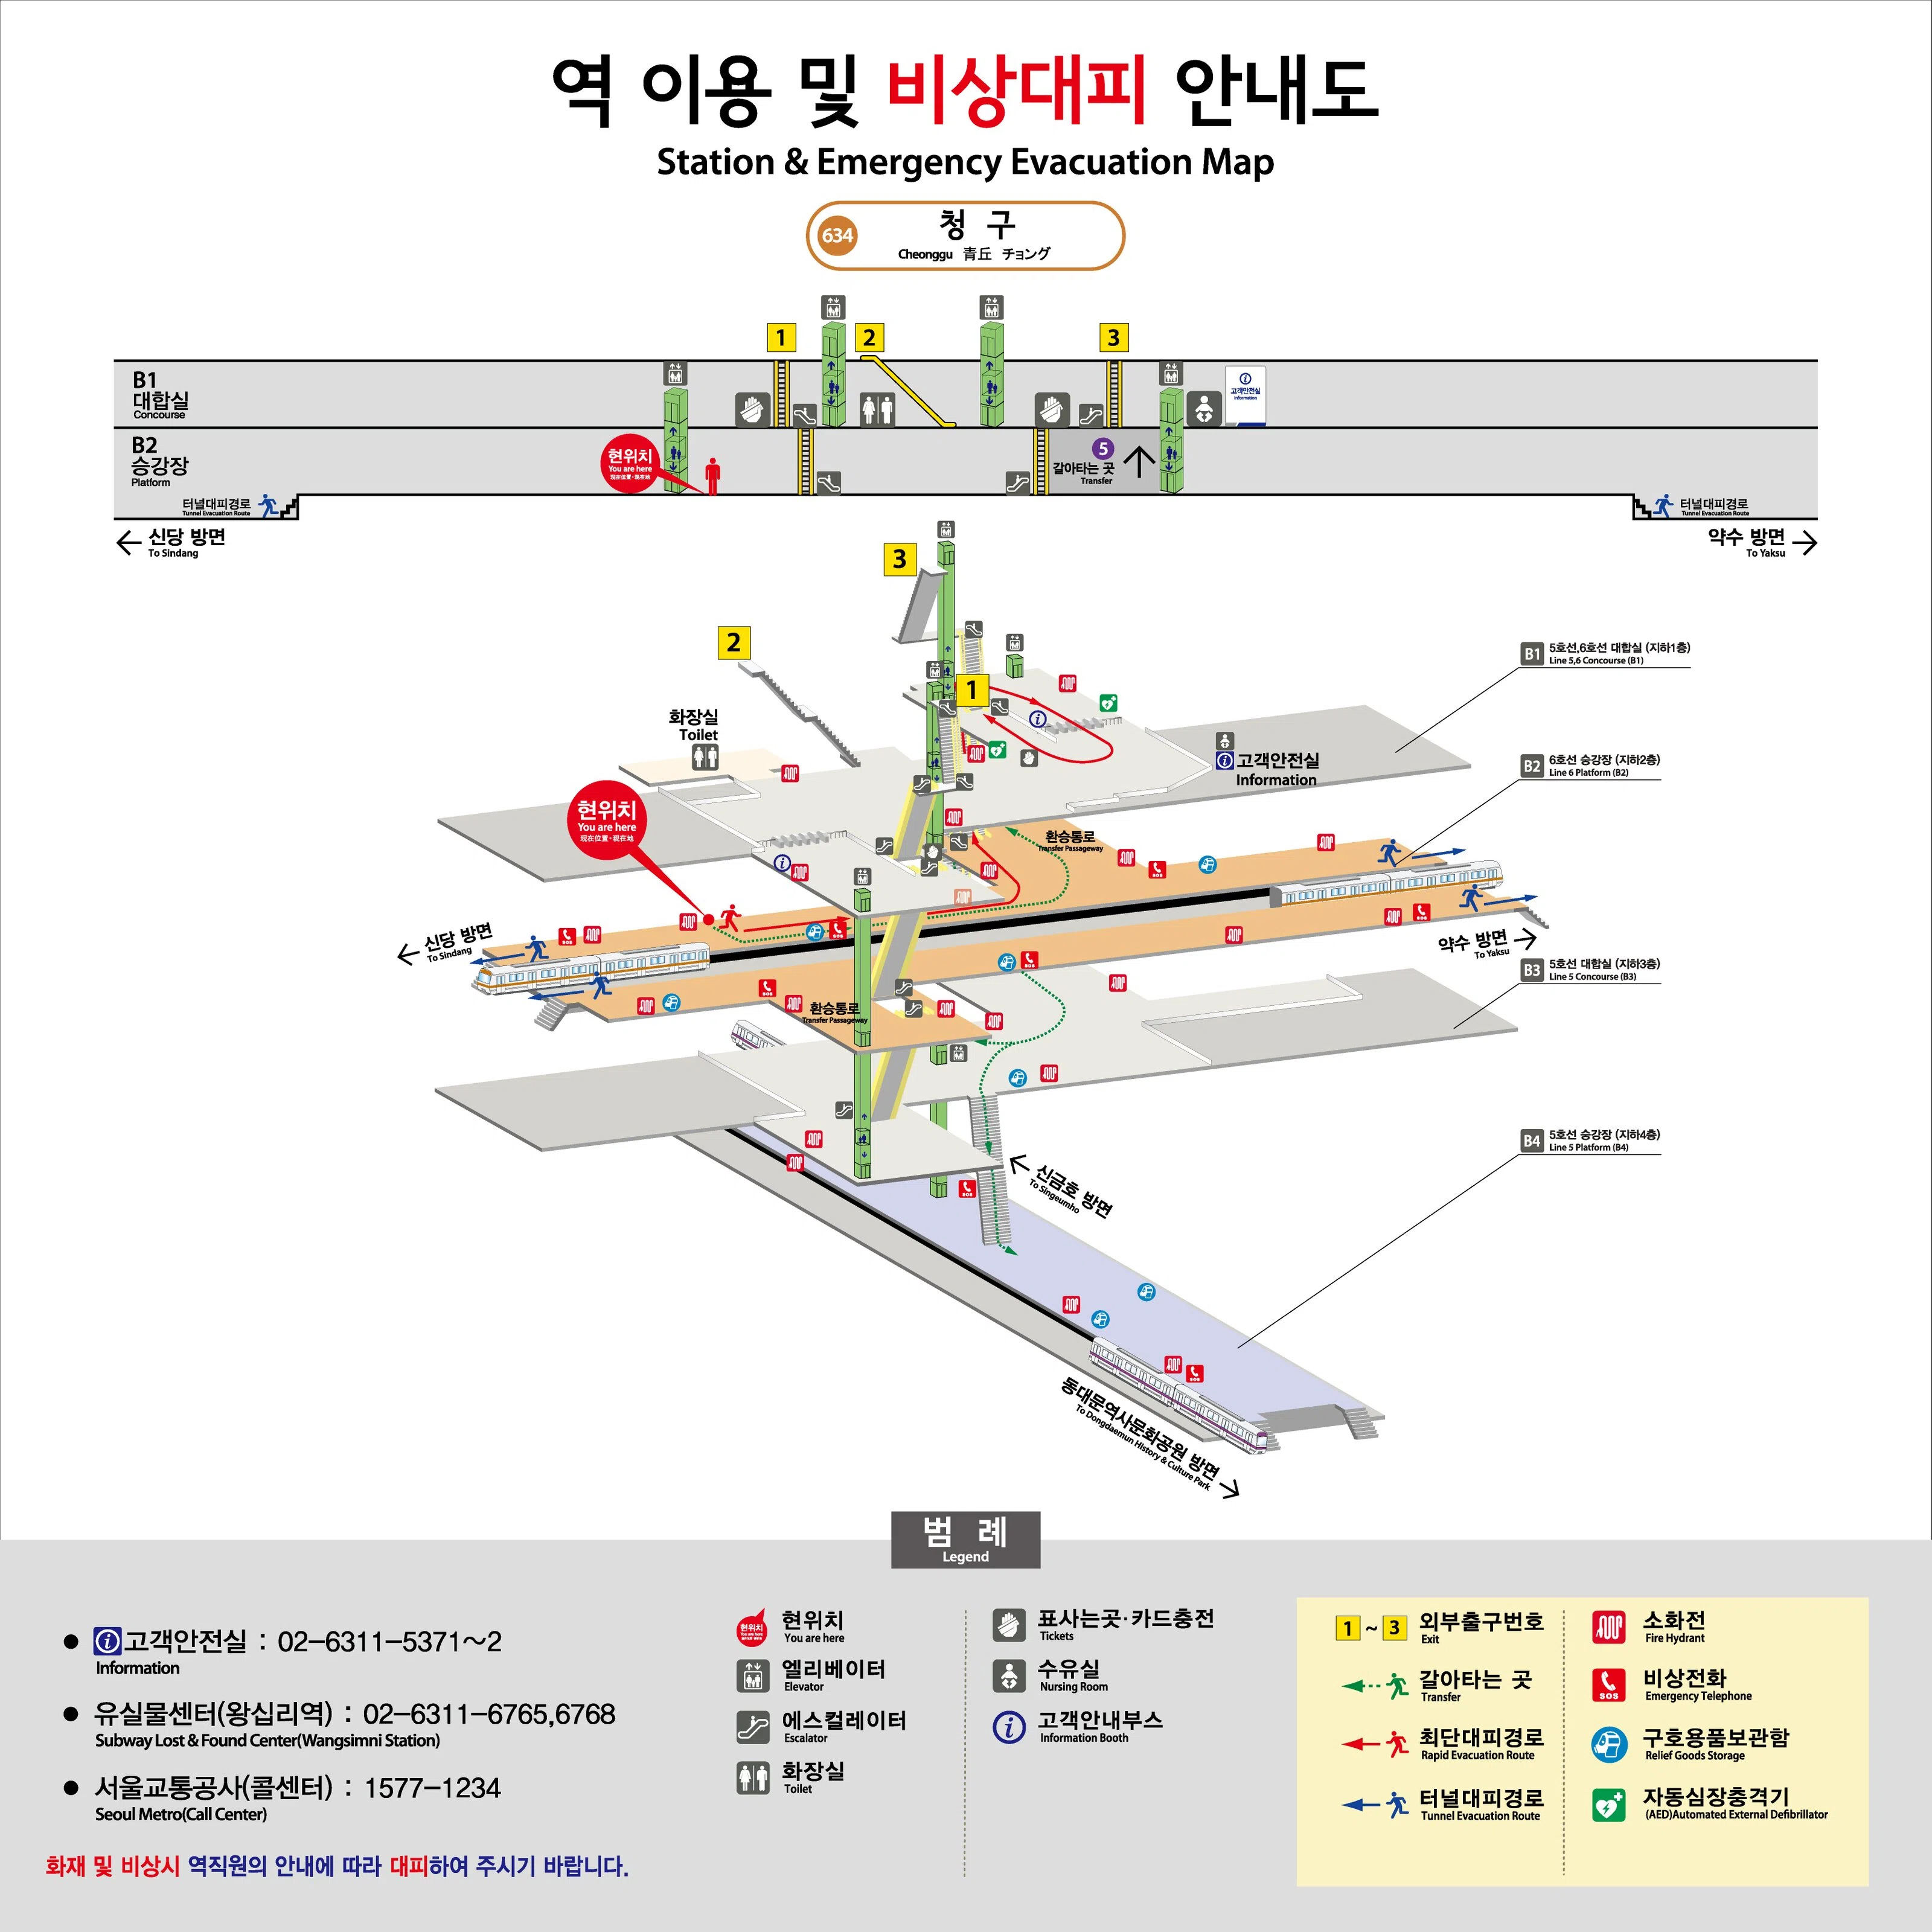 역 이용 및 비상대피 안내도
Station & Emergency Evacuation Map
634
청 구
Cheonggu 青丘 チョング
1
2
3
B1
대합실
Concourse
고객안전실
Information
B2
승강장
Platform
현위치
You are here
现在位置·現在地
5
갈아타는 곳
Transfer
터널대피경로
Tunnel Evacuation Route
터널대피경로
Tunnel Evacuation Route
신당 방면
To Sindang
약수 방면
To Yaksu
3
2
1
B1 5호선,6호선 대합실 (지하1층)
Line 5,6 Concourse (B1)
화장실
Toilet
고객안전실
Information
B2 6호선 승강장 (지하2층)
Line 6 Platform (B2)
현위치
You are here
现在位置·現在地
환승통로
Transfer Passageway
신당 방면
To Sindang
약수 방면
To Yaksu
B3 5호선 대합실 (지하3층)
Line 5 Concourse (B3)
환승통로
Transfer Passageway
B4 5호선 승강장 (지하4층)
Line 5 Platform (B4)
신금호 방면
To Singeumho
동대문역사문화공원 방면
To Dongdaemun History & Culture Park
범 례
Legend
고객안전실 : 02-6311-5371~2
Information
유실물센터(왕십리역) : 02-6311-6765,6768
Subway Lost & Found Center(Wangsimni Station)
서울교통공사(콜센터) : 1577-1234
Seoul Metro(Call Center)
화재 및 비상시 역직원의 안내에 따라 대피하여 주시기 바랍니다.
현위치
You are here
엘리베이터
Elevator
에스컬레이터
Escalator
화장실
Toilet
표사는곳·카드충전
Tickets
수유실
Nursing Room
고객안내부스
Information Booth
1 ~ 3 외부출구번호
Exit
갈아타는 곳
Transfer
최단대피경로
Rapid Evacuation Route
터널대피경로
Tunnel Evacuation Route
소화전
Fire Hydrant
SOS
비상전화
Emergency Telephone
구호용품보관함
Relief Goods Storage
자동심장충격기
(AED)Automated External Defibrillator